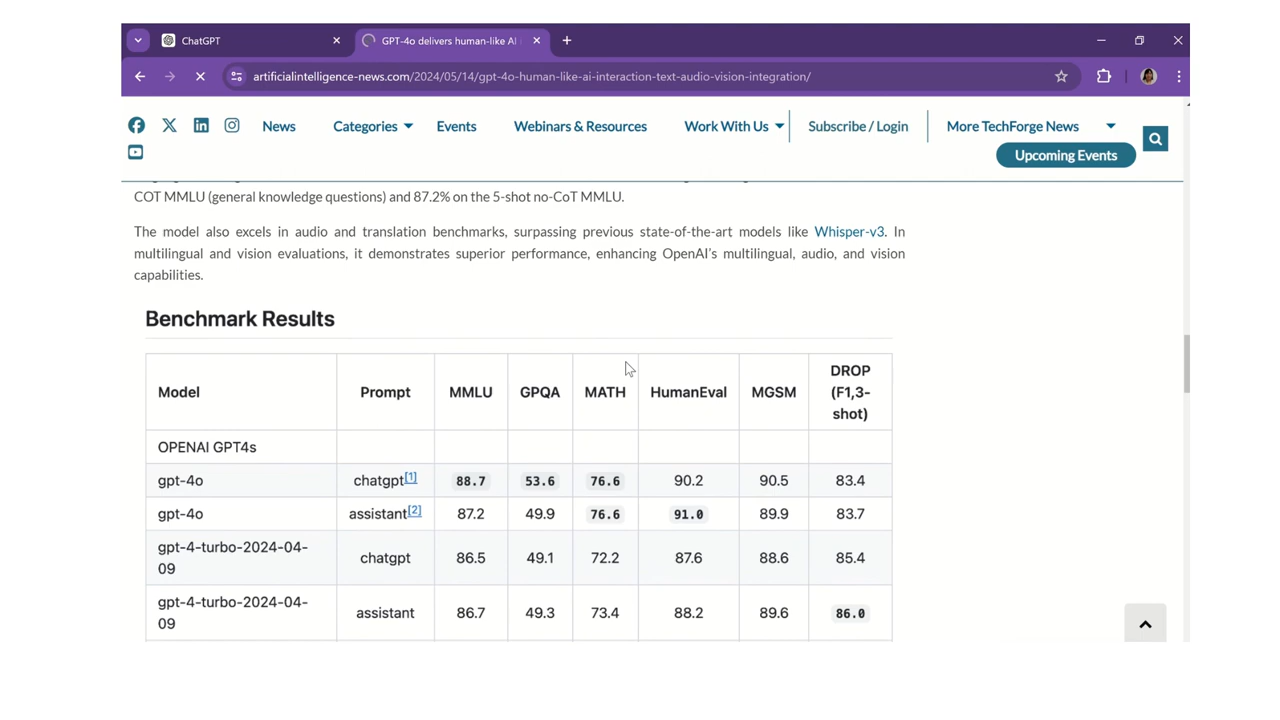 ChatGPT
GPT-4o delivers human-like AI
artificialintelligence-news.com/2024/05/14/gpt-4o-human-like-ai-interaction-text-audio-vision-integration/
News Categories Events Webinars & Resources Work With Us Subscribe / Login More TechForge News
Upcoming Events
COT MMLU (general knowledge questions) and 87.2% on the 5-shot no-CoT MMLU.
The model also excels in audio and translation benchmarks, surpassing previous state-of-the-art models like Whisper-v3. In
multilingual and vision evaluations, it demonstrates superior performance, enhancing OpenAI’s multilingual, audio, and vision
capabilities.
Benchmark Results
Model Prompt MMLU GPQA MATH HumanEval MGSM DROP
(F1,3-
shot)
OPENAI GPT4s
gpt-4o chatgpt[1] 88.7 53.6 76.6 90.2 90.5 83.4
gpt-4o assistant[2] 87.2 49.9 76.6 91.0 89.9 83.7
gpt-4-turbo-2024-04-
09 chatgpt 86.5 49.1 72.2 87.6 88.6 85.4
gpt-4-turbo-2024-04-
09 assistant 86.7 49.3 73.4 88.2 89.6 86.0